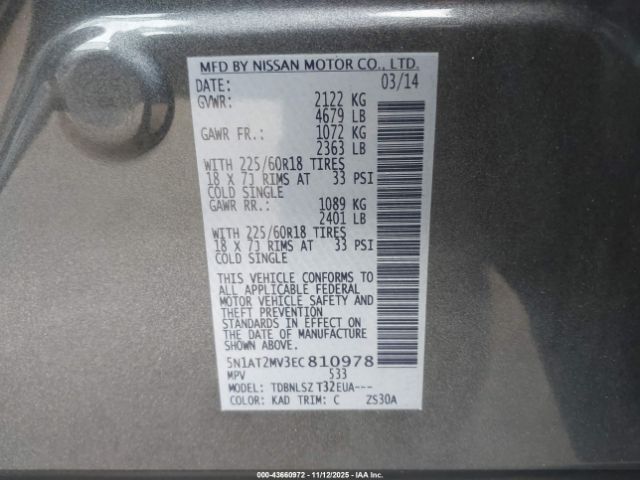 MFD BY NISSAN MOTOR CO., LTD.
DATE: 03/14
GVWR: 2122 KG
4679 LB
GAWR FR.: 1072 KG
2363 LB
WITH 225/60R18 TIRES
18 X 7J RIMS AT 33 PSI
COLD SINGLE
GAWR RR.: 1089 KG
2401 LB
WITH 225/60R18 TIRES
18 X 7J RIMS AT 33 PSI
COLD SINGLE
THIS VEHICLE CONFORMS TO
ALL APPLICABLE FEDERAL
MOTOR VEHICLE SAFETY AND
THEFT PREVENTION
STANDARDS IN EFFECT ON
THE DATE OF MANUFACTURE
SHOWN ABOVE.
5N1AT2MV3EC810978
MPV 533
MODEL: TDBNLSZ T32EUA---
COLOR: KAD TRIM: C ZS30A
000-43660972 - 11/12/2025 - IAA Inc.